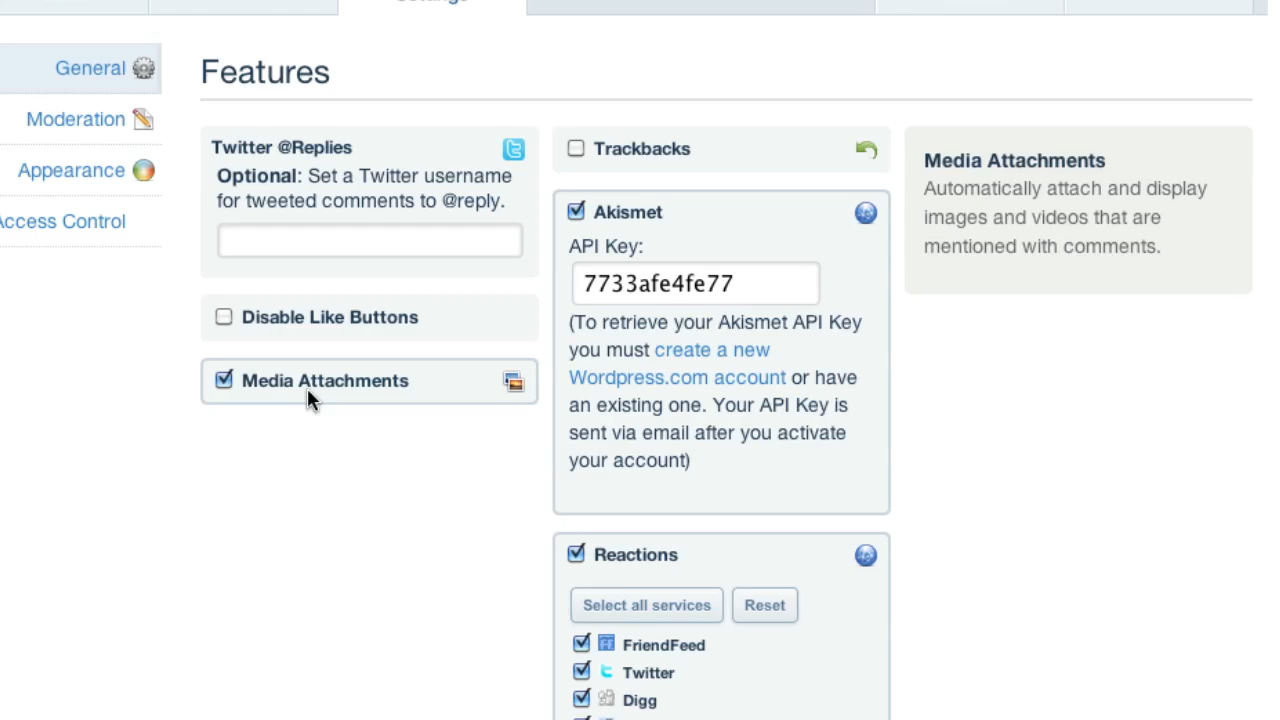 Settings
General
Moderation
Appearance
Access Control
Features
Twitter @Replies
Optional: Set a Twitter username
for tweeted comments to @reply.
Disable Like Buttons
Media Attachments
Trackbacks
Akismet
API Key:
7733afe4fe77
(To retrieve your Akismet API Key
you must create a new
Wordpress.com account or have
an existing one. Your API Key is
sent via email after you activate
your account)
Reactions
Select all services
Reset
FriendFeed
Twitter
Digg
Media Attachments
Automatically attach and display
images and videos that are
mentioned with comments.